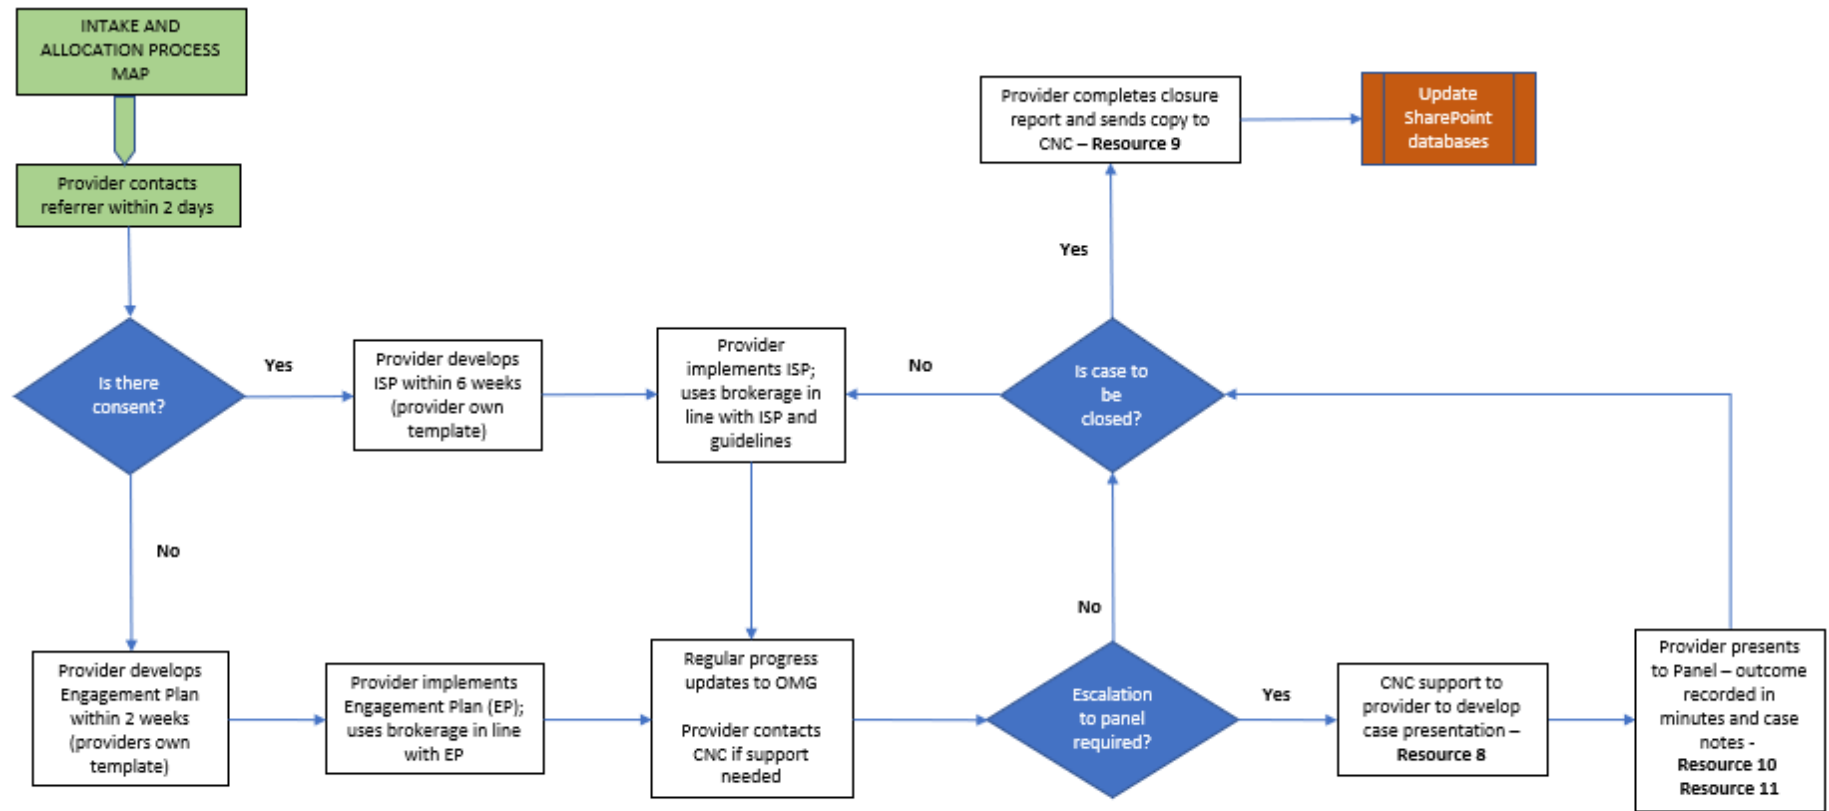 INTAKE AND
ALLOCATION PROCESS
MAP
Provider contacts
referrer within 2 days
Is there
consent?
Yes
Provider develops
ISP within 6 weeks
(provider own
template)
Provider
implements ISP;
uses brokerage in
line with ISP and
guidelines
No
Is case to
be
closed?
Yes
Provider completes closure
report and sends copy to
CNC – Resource 9
Update
SharePoint
databases
No
Provider develops
Engagement Plan
within 2 weeks
(providers own
template)
Provider implements
Engagement Plan (EP);
uses brokerage in line
with EP
Regular progress
updates to OMG
Provider contacts
CNC if support
needed
No
Escalation
to panel
required?
Yes
CNC support to
provider to develop
case presentation –
Resource 8
Provider presents
to Panel – outcome
recorded in
minutes and case
notes -
Resource 10
Resource 11